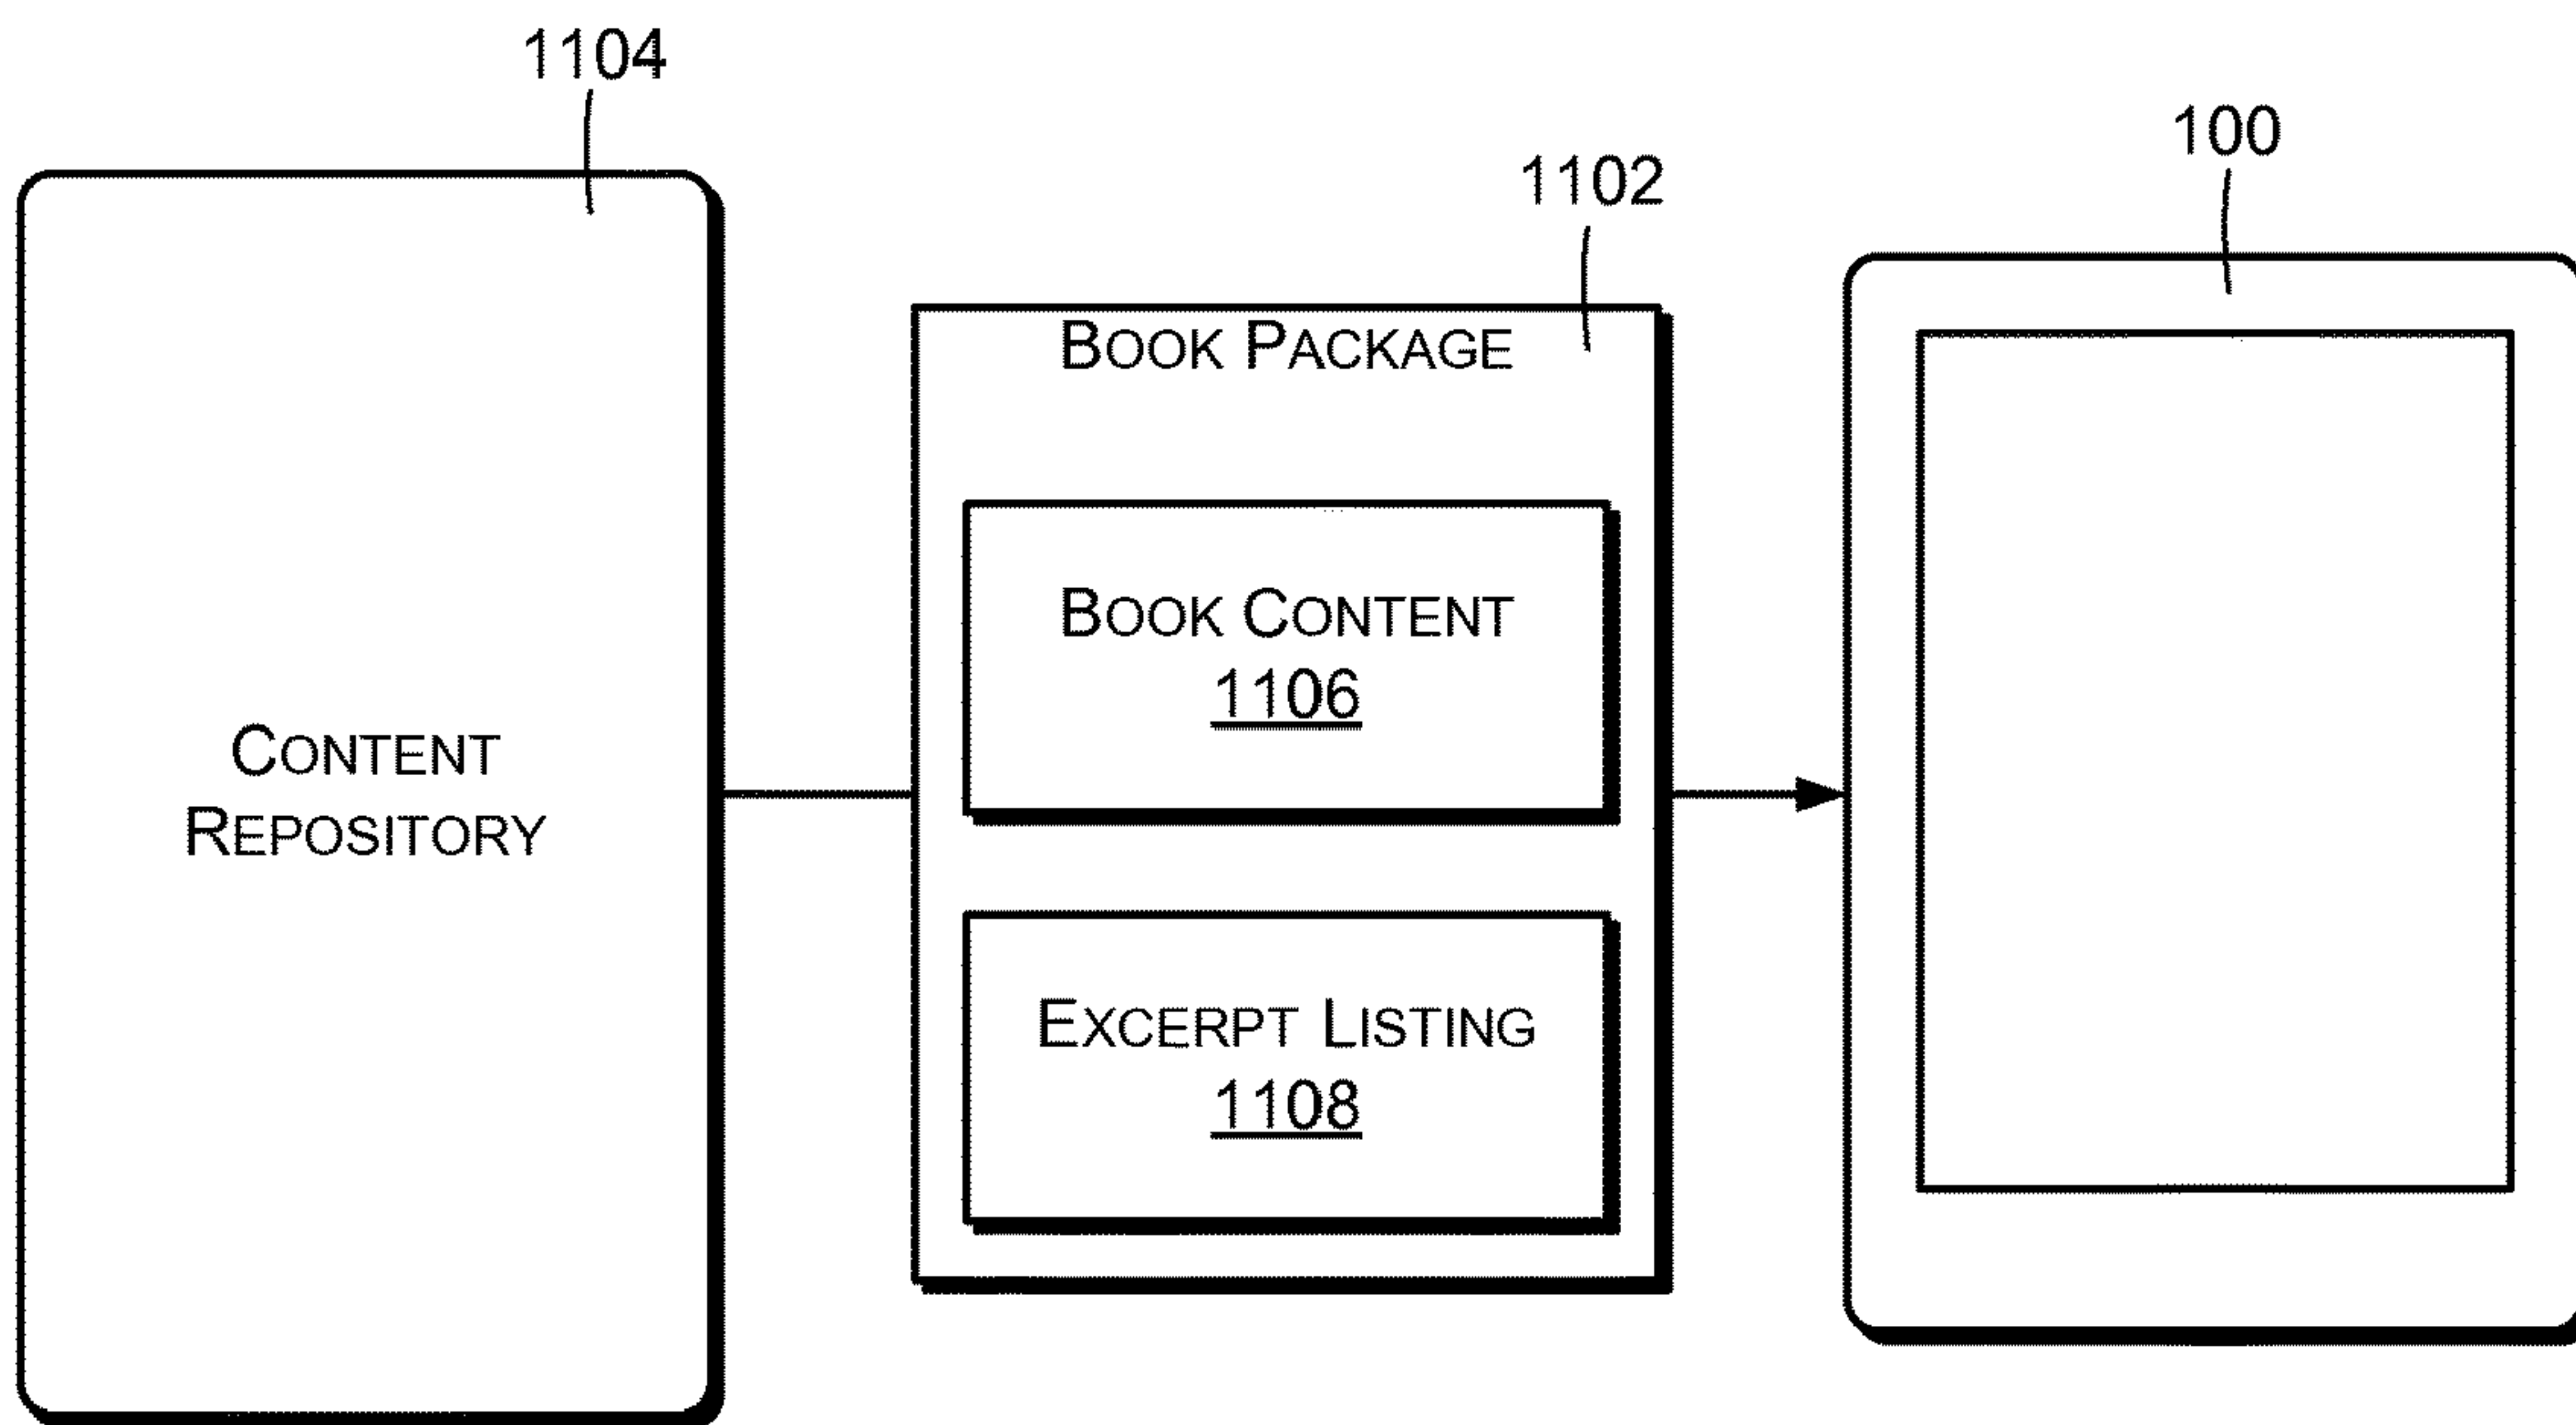 1104
100
1102
BOOK PACKAGE
BOOK CONTENT
1106
CONTENT
REPOSITORY
EXCERPT LISTING
1108